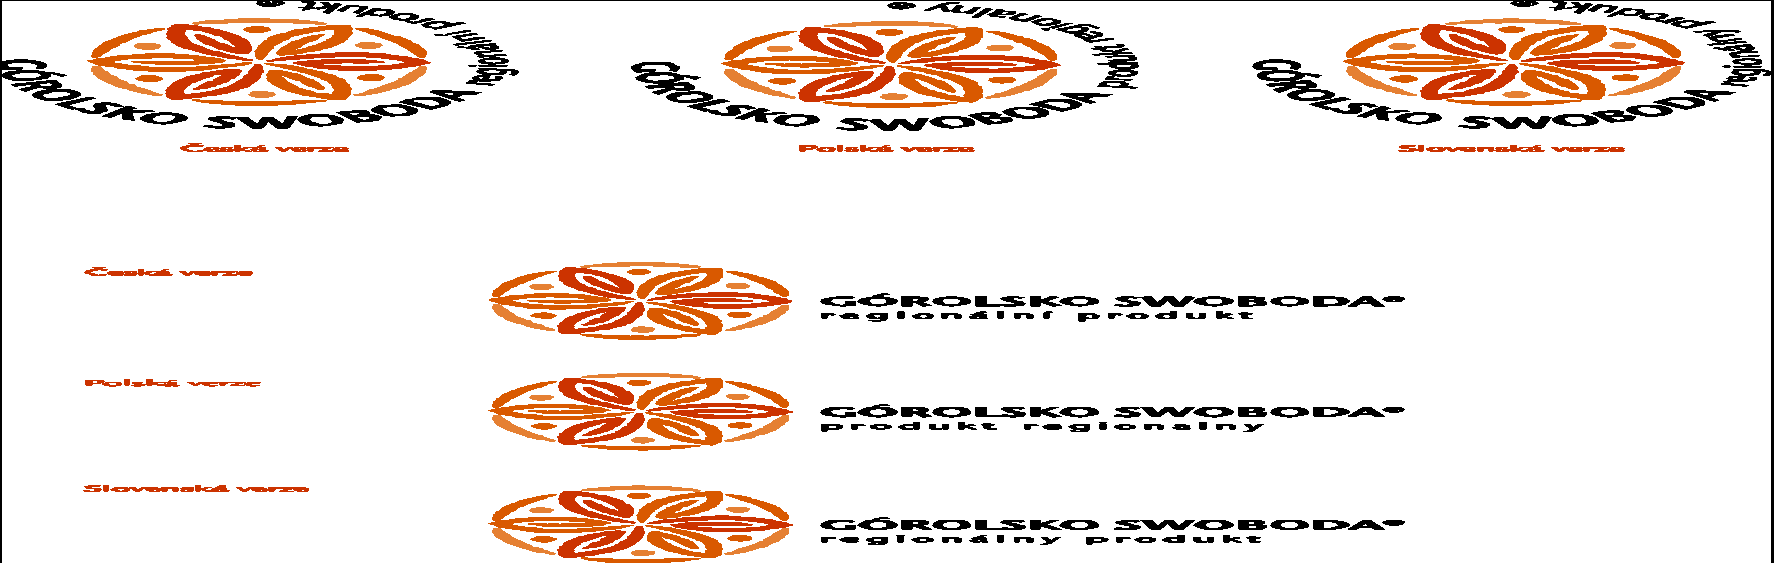 GÓROLSKO SWOBODA regionální produkt ®
GÓROLSKO SWOBODA produkt regionalny ®
GÓROLSKO SWOBODA regionálny produkt ®
Česká verze
Polská verze
Slovenská verze
Česká verze
GÓROLSKO SWOBODA®
regionální produkt
Polská verze
GÓROLSKO SWOBODA®
produkt regionalny
Slovenská verze
GÓROLSKO SWOBODA®
regionálny produkt